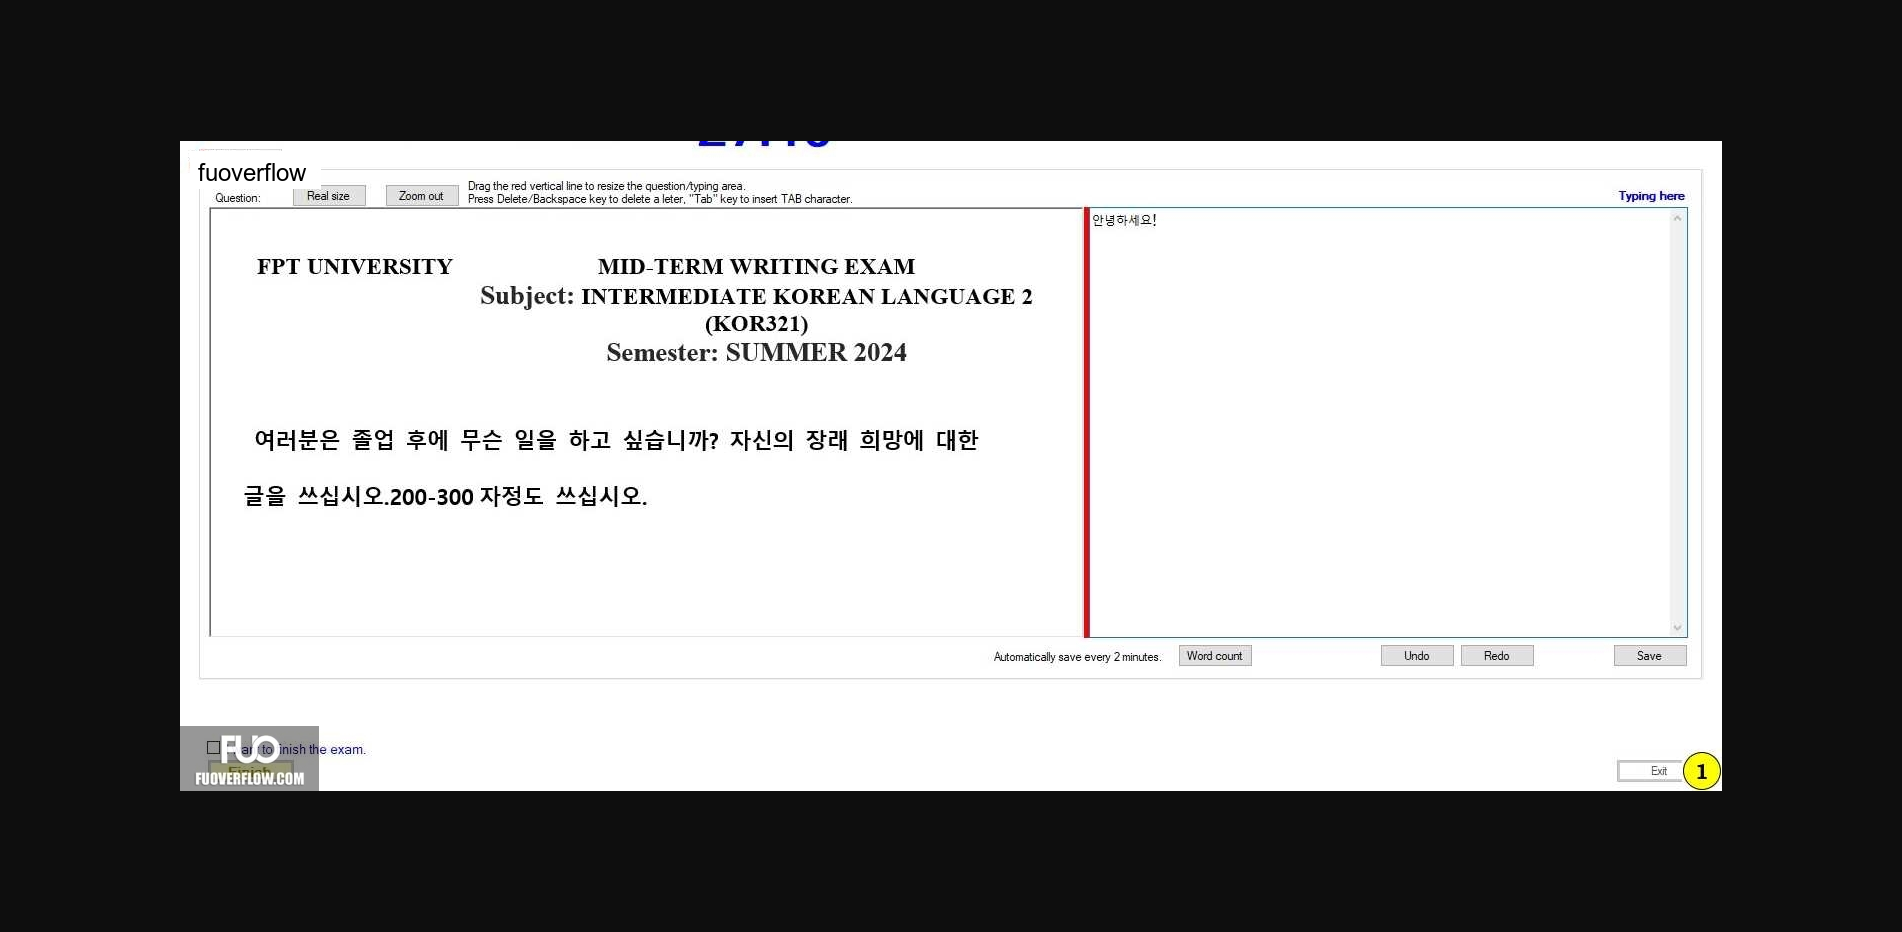 fuoverflow
Question:
Real size
Zoom out
Drag the red vertical line to resize the question/typing area.
Press Delete/Backspace key to delete a leter, "Tab" key to insert TAB character.
Typing here
안녕하세요!
FPT UNIVERSITY
MID-TERM WRITING EXAM
Subject: INTERMEDIATE KOREAN LANGUAGE 2
(KOR321)
Semester: SUMMER 2024
여러분은 졸업 후에 무슨 일을 하고 싶습니까? 자신의 장래 희망에 대한
글을 쓰십시오.200-300 자정도 쓰십시오.
Automatically save every 2 minutes.
Word count
Undo
Redo
Save
to finish the exam.
FUO
FUOVERFLOW.COM
Exit
1